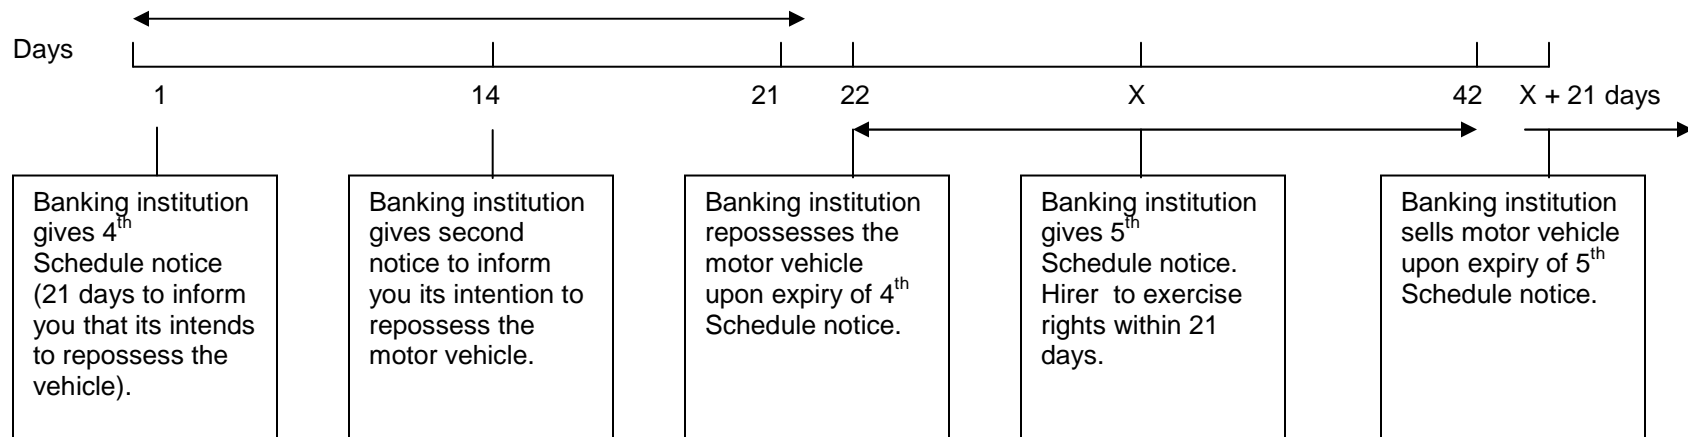 Days
1
14
21
22
X
42
X + 21 days
Banking institution
gives 4th
Schedule notice
(21 days to inform
you that its intends
to repossess the
vehicle).
Banking institution
gives second
notice to inform
you its intention to
repossess the
motor vehicle.
Banking institution
repossesses the
motor vehicle
upon expiry of 4th
Schedule notice.
Banking institution
gives 5th
Schedule notice.
Hirer to exercise
rights within 21
days.
Banking institution
sells motor vehicle
upon expiry of 5th
Schedule notice.